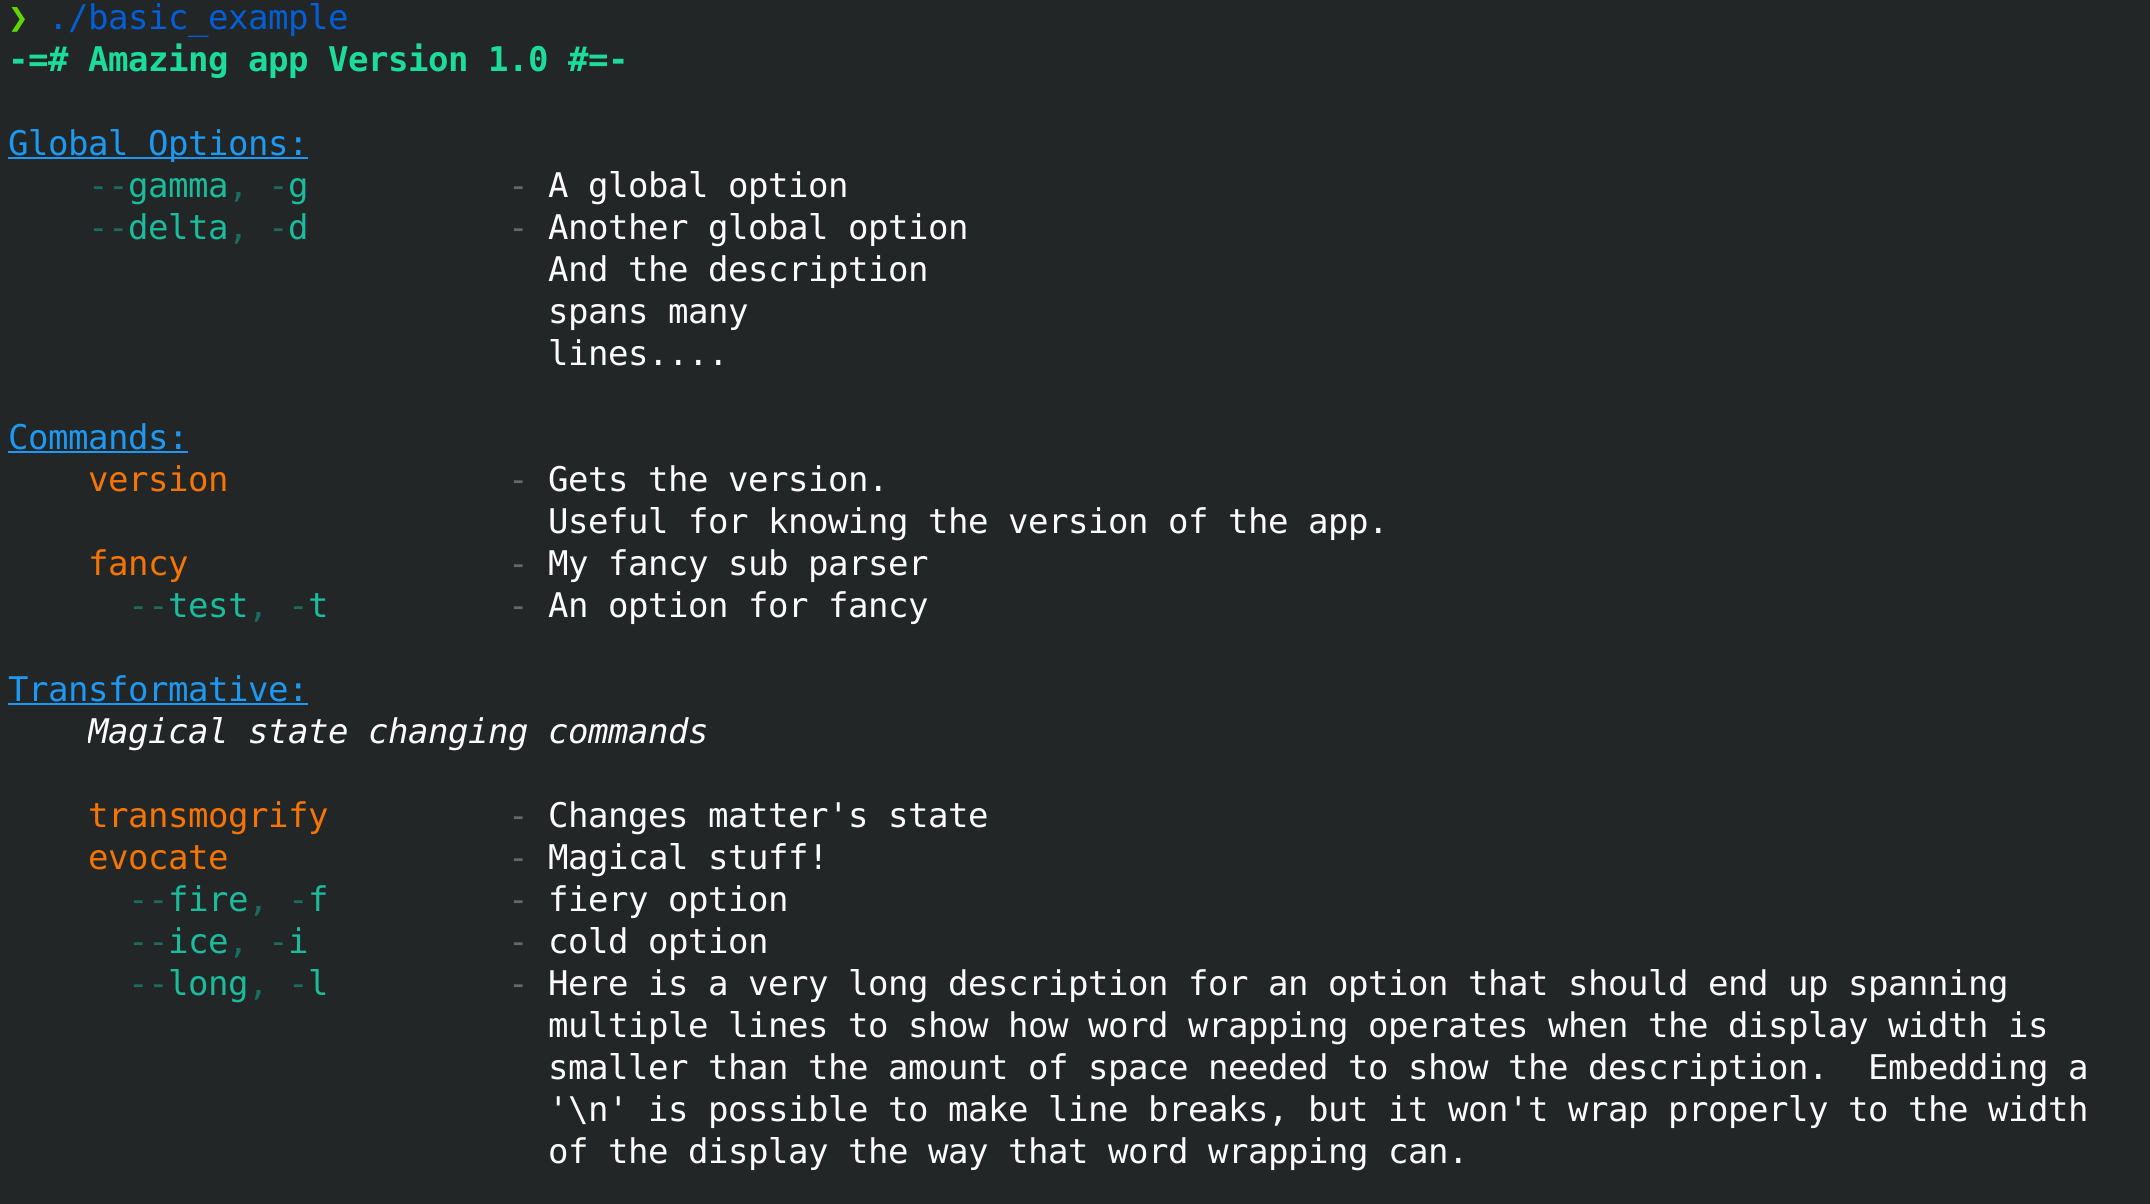 ❯ ./basic_example
-=# Amazing app Version 1.0 #=-
Global Options:
--gamma, -g - A global option
--delta, -d - Another global option
And the description
spans many
lines....
Commands:
version - Gets the version.
Useful for knowing the version of the app.
fancy - My fancy sub parser
--test, -t - An option for fancy
Transformative:
Magical state changing commands
transmogrify - Changes matter's state
evocate - Magical stuff!
--fire, -f - fiery option
--ice, -i - cold option
--long, -l - Here is a very long description for an option that should end up spanning
multiple lines to show how word wrapping operates when the display width is
smaller than the amount of space needed to show the description.  Embedding a
'\n' is possible to make line breaks, but it won't wrap properly to the width
of the display the way that word wrapping can.